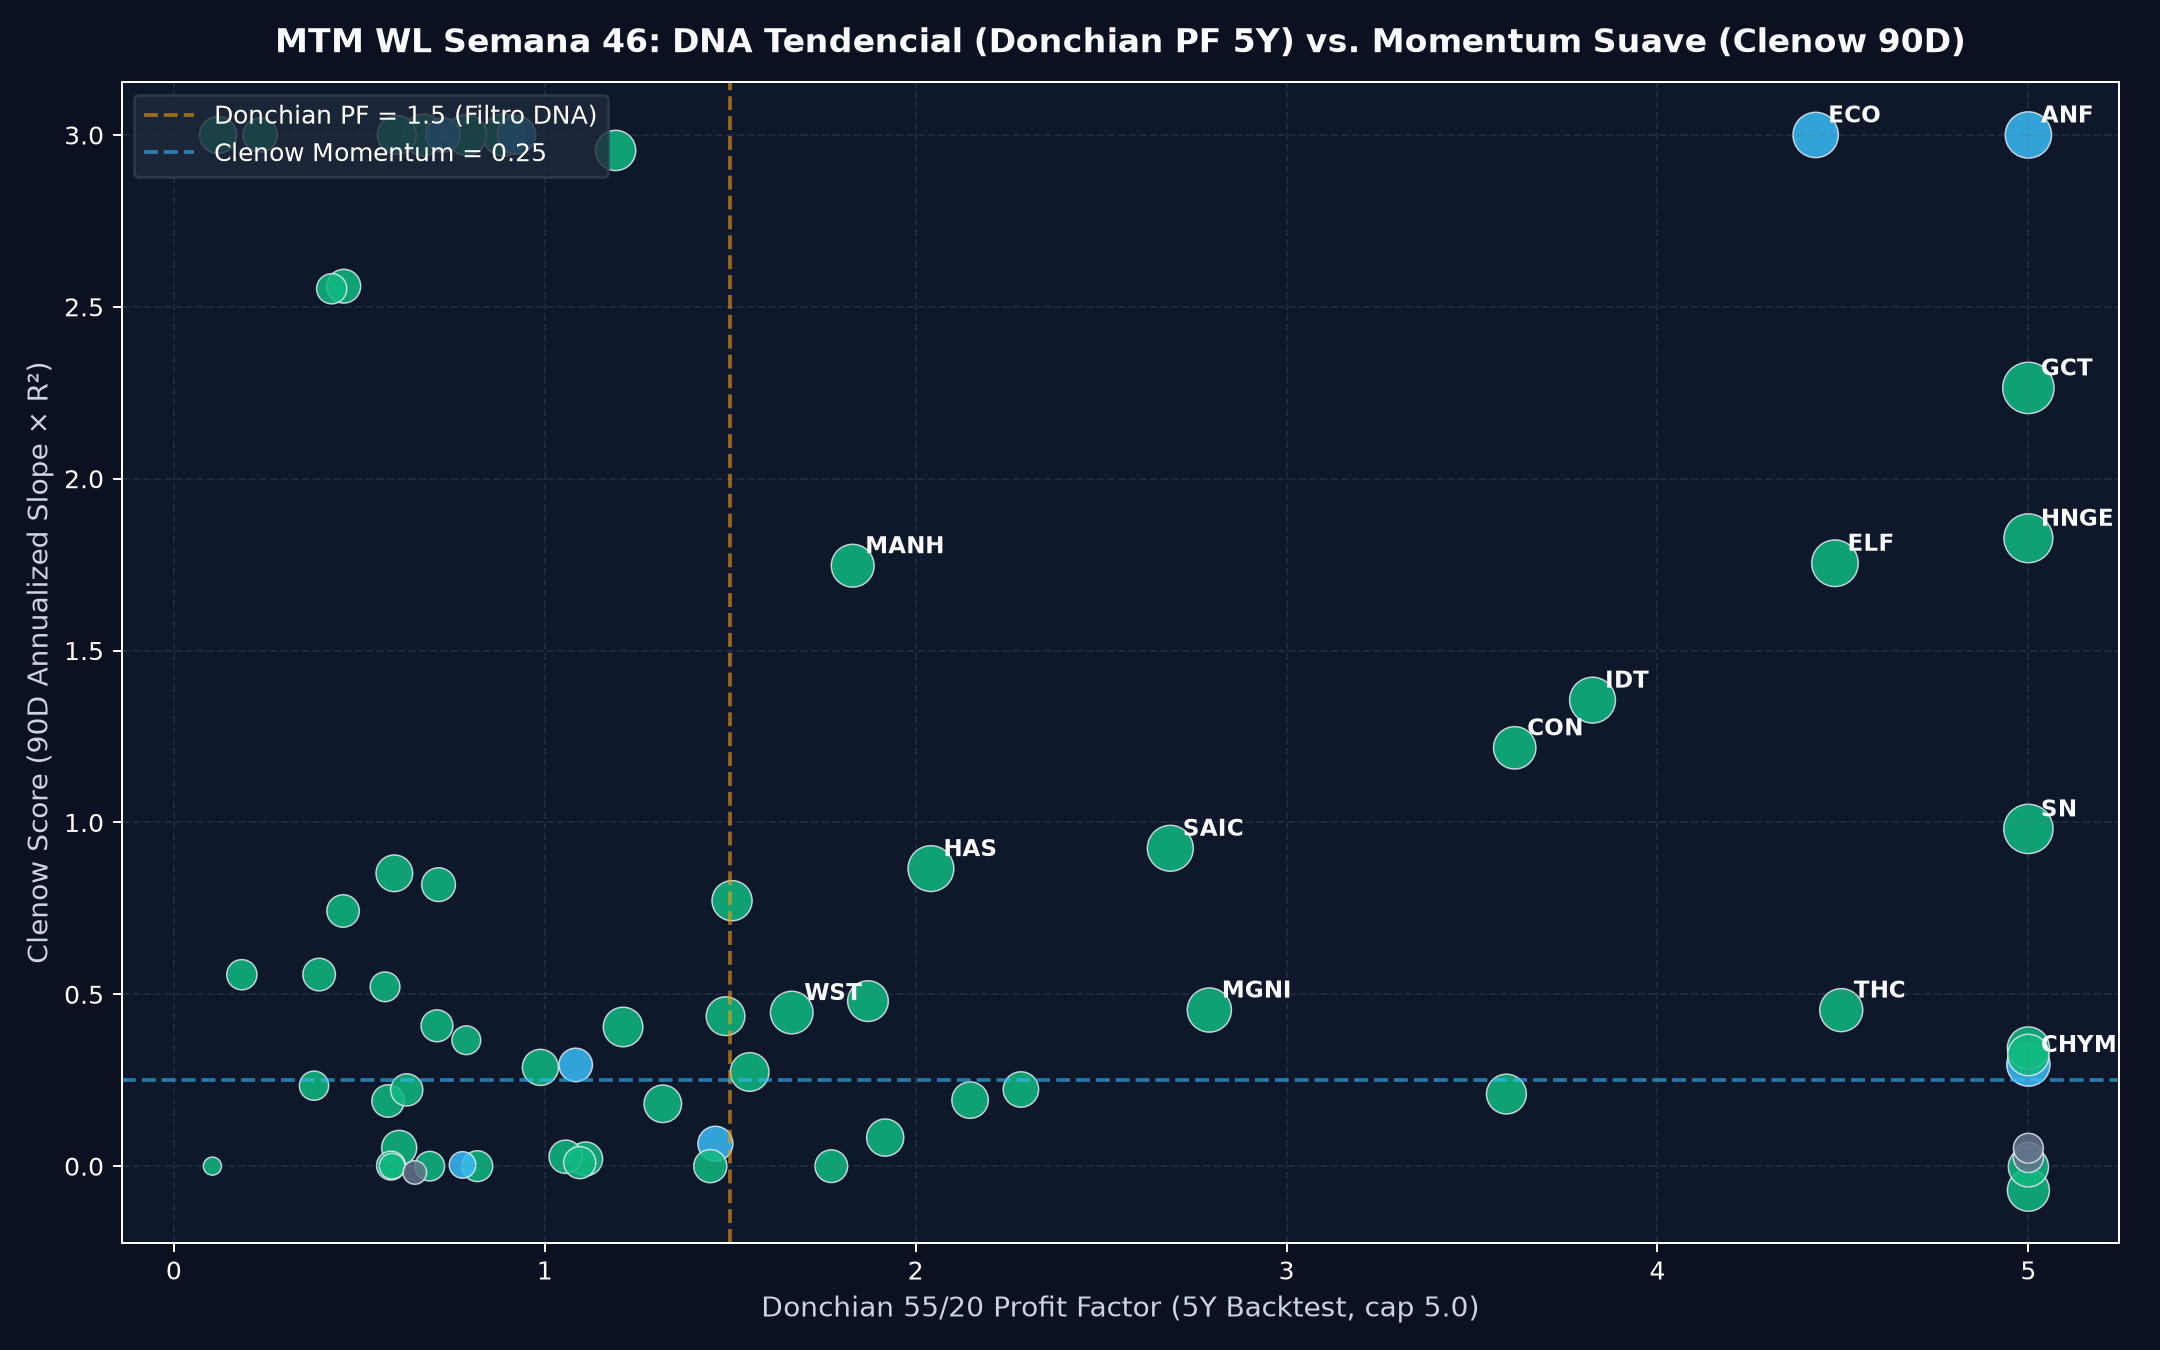 MTM WL Semana 46: DNA Tendencial (Donchian PF 5Y) vs. Momentum Suave (Clenow 90D)
Donchian PF = 1.5 (Filtro DNA)
Clenow Momentum = 0.25
ECO
ANF
GCT
HNGE
ELF
MANH
IDT
CON
SN
SAIC
HAS
WST
MGNI
THC
CHYM
3.0
2.5
2.0
1.5
1.0
0.5
0.0
Clenow Score (90D Annualized Slope × R²)
0
1
2
3
4
5
Donchian 55/20 Profit Factor (5Y Backtest, cap 5.0)